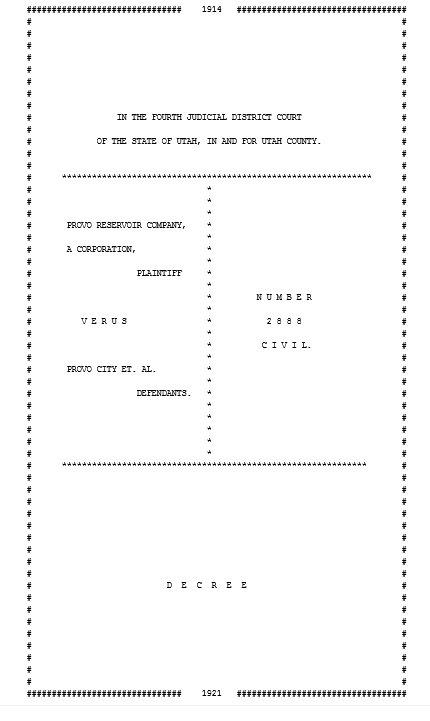 ############################### 1914 ##################################
IN THE FOURTH JUDICIAL DISTRICT COURT
OF THE STATE OF UTAH, IN AND FOR UTAH COUNTY.
**************************************************************
PROVO RESERVOIR COMPANY, *
A CORPORATION, *
PLAINTIFF *
* N U M B E R
V E R U S * 2 8 8 8
* C I V I L.
PROVO CITY ET. AL. *
DEFENDANTS. *
*************************************************************
D E C R E E
############################### 1921 ##################################